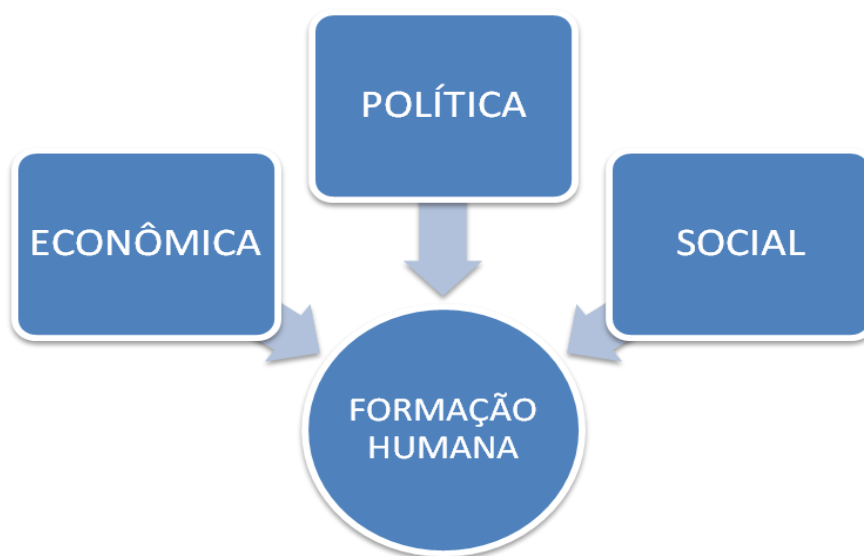 POLÍTICA
ECONÔMICA
SOCIAL
FORMAÇÃO
HUMANA